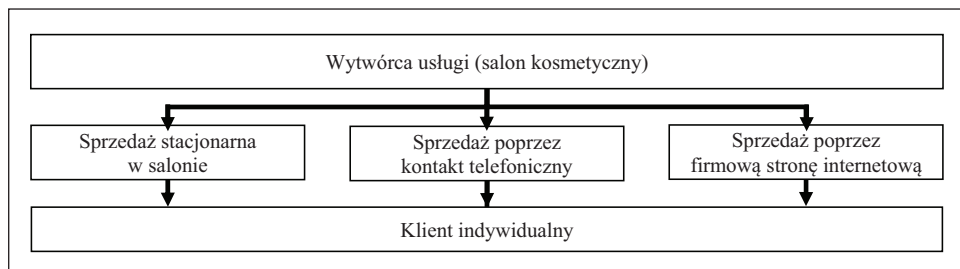 Wytwórca usługi (salon kosmetyczny)
Sprzedaż stacjonarna
w salonie
Sprzedaż poprzez
kontakt telefoniczny
Sprzedaż poprzez
firmową stronę internetową
Klient indywidualny